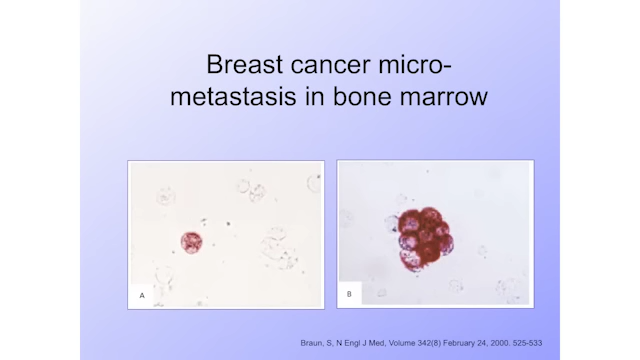 Breast cancer micro-
metastasis in bone marrow
A
B
Braun, S, N Engl J Med, Volume 342(8) February 24, 2000. 525-533